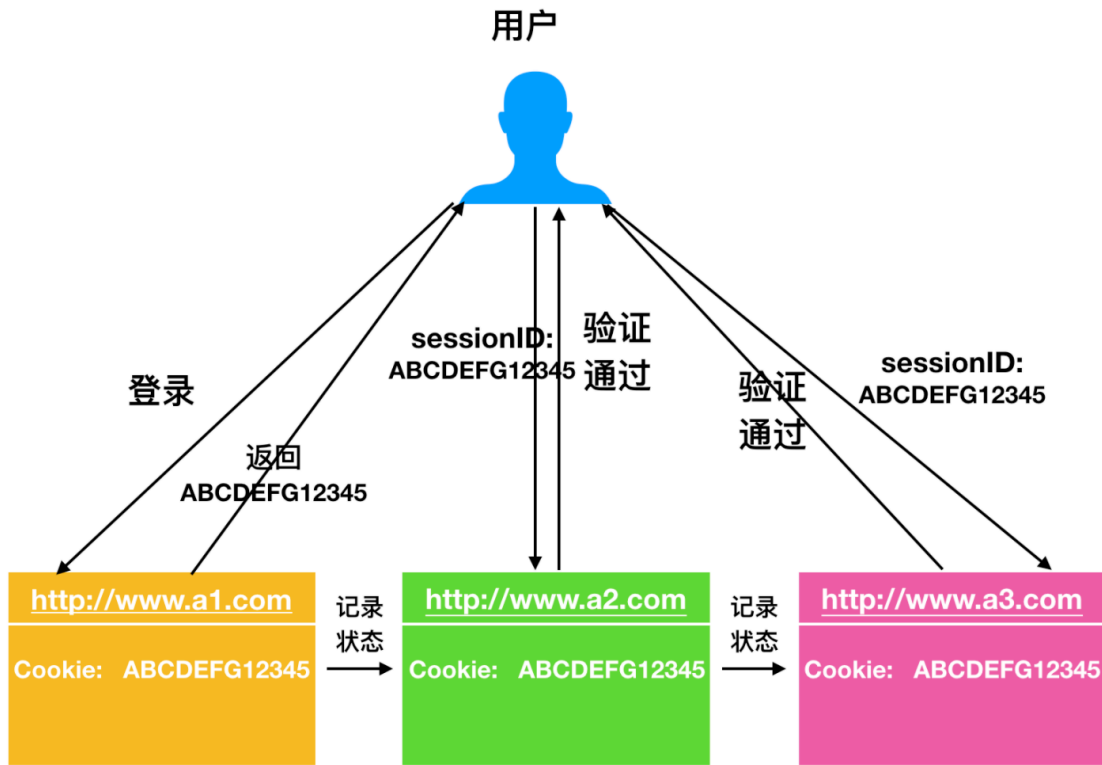 用户
登录
返回
ABCDEFG12345
sessionID:
ABCDEFG12345
验证
通过
验证
通过
sessionID:
ABCDEFG12345
http://www.a1.com
Cookie: ABCDEFG12345
记录
状态
http://www.a2.com
Cookie: ABCDEFG12345
记录
状态
http://www.a3.com
Cookie: ABCDEFG12345